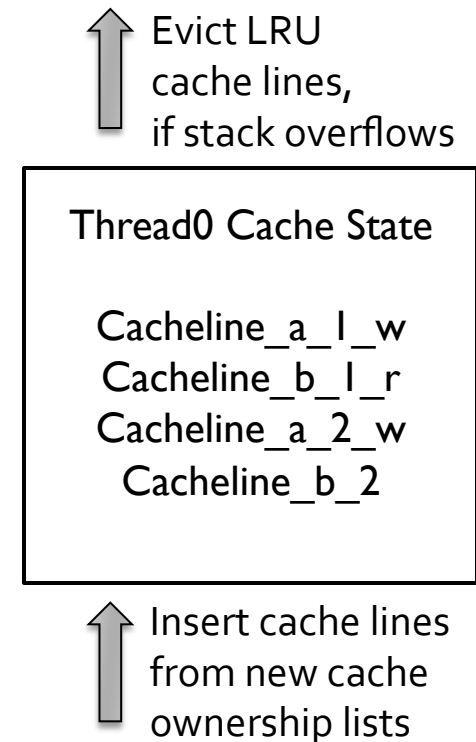 Evict LRU
cache lines,
if stack overflows
Thread0 Cache State
Cacheline_a_1_w
Cacheline_b_1_r
Cacheline_a_2_w
Cacheline_b_2
Insert cache lines
from new cache
ownership lists